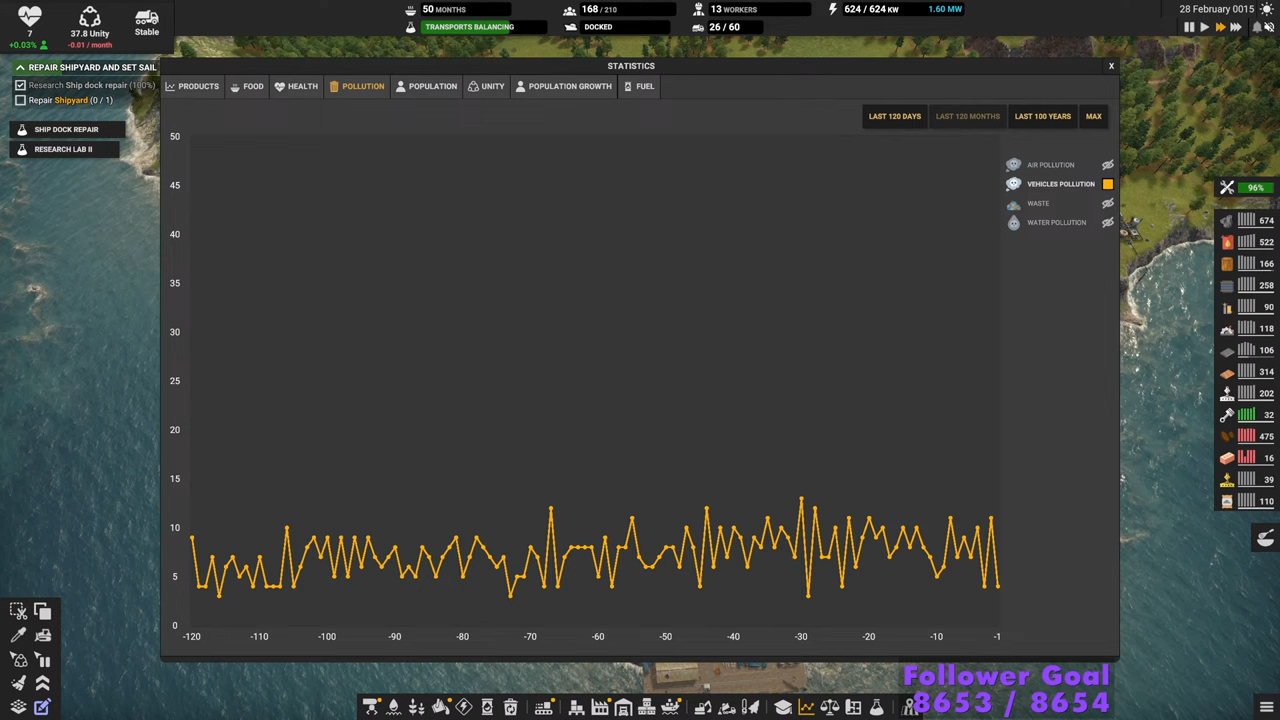 7
+0.03%
37.8 Unity
-0.01 / month
Stable
50 MONTHS
TRANSPORTS BALANCING
168 / 210
DOCKED
13 WORKERS
26 / 60
624 / 624 KW
1.60 MW
28 February 0015
REPAIR SHIPYARD AND SET SAIL
Research Ship dock repair (100%)
Repair Shipyard (0 / 1)
SHIP DOCK REPAIR
RESEARCH LAB II
STATISTICS
X
PRODUCTS
FOOD
HEALTH
POLLUTION
POPULATION
UNITY
POPULATION GROWTH
FUEL
LAST 120 DAYS
LAST 120 MONTHS
LAST 100 YEARS
MAX
AIR POLLUTION
VEHICLES POLLUTION
WASTE
WATER POLLUTION
50
45
40
35
30
25
20
15
10
5
0
-120
-110
-100
-90
-80
-70
-60
-50
-40
-30
-20
-10
-1
96%
674
522
166
258
90
118
106
314
202
32
475
16
39
110
Follower Goal
8653 / 8654